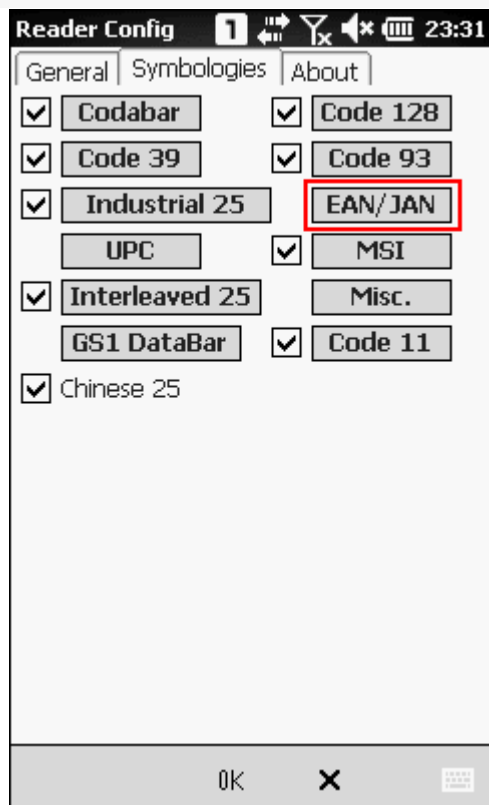 Reader Config 1 23:31
General Symbologies About
Codabar Code 128
Code 39 Code 93
Industrial 25 EAN/JAN
UPC MSI
Interleaved 25 Misc.
GS1 DataBar Code 11
Chinese 25
OK